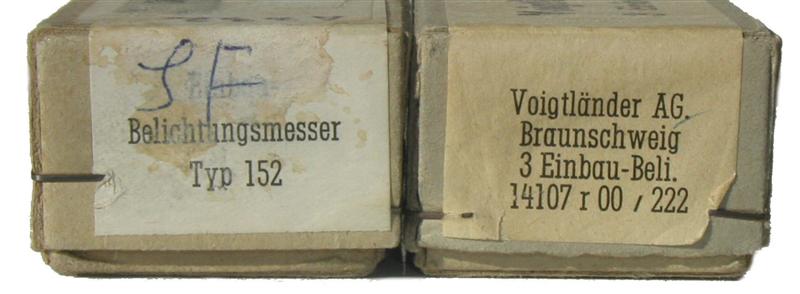 SF
Belichtungsmesser
Typ 152
Voigtländer AG.
Braunschweig
3 Einbau-Beli.
14107 r 00 / 222